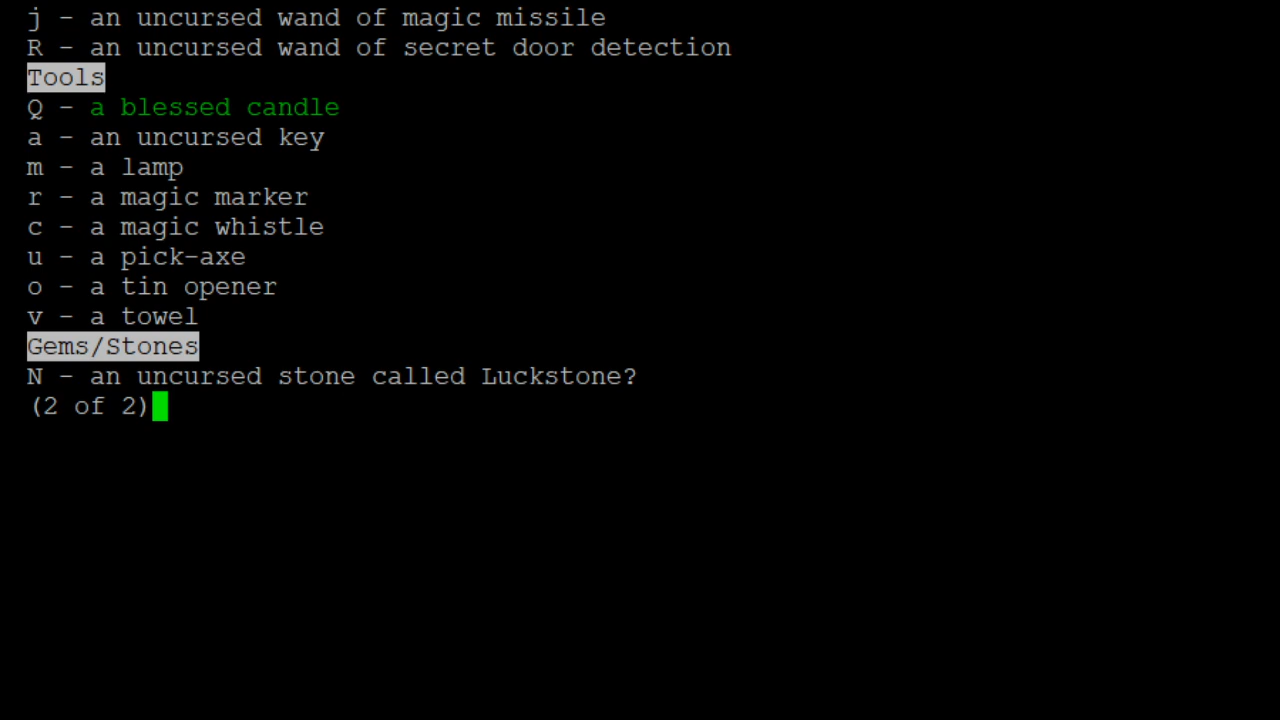 j - an uncursed wand of magic missile
R - an uncursed wand of secret door detection
Tools
Q - a blessed candle
a - an uncursed key
m - a lamp
r - a magic marker
c - a magic whistle
u - a pick-axe
o - a tin opener
v - a towel
Gems/Stones
N - an uncursed stone called Luckstone?
(2 of 2)